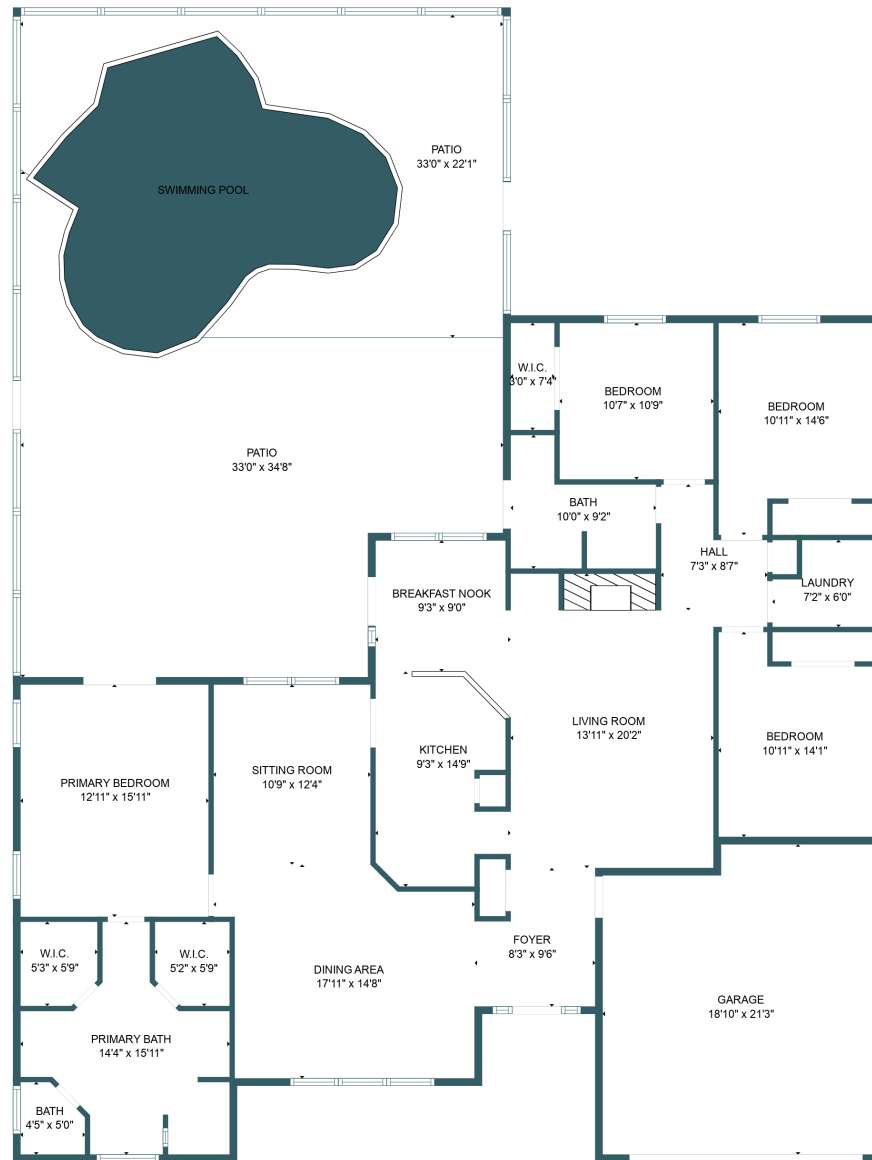 PATIO
33'0" x 22'1"
SWIMMING POOL
W.I.C.
3'0" x 7'4"
BEDROOM
10'7" x 10'9"
BEDROOM
10'11" x 14'6"
PATIO
33'0" x 34'8"
BATH
10'0" x 9'2"
HALL
7'3" x 8'7"
BREAKFAST NOOK
9'3" x 9'0"
LAUNDRY
7'2" x 6'0"
LIVING ROOM
13'11" x 20'2"
KITCHEN
9'3" x 14'9"
BEDROOM
10'11" x 14'1"
SITTING ROOM
10'9" x 12'4"
PRIMARY BEDROOM
12'11" x 15'11"
W.I.C.
5'3" x 5'9"
W.I.C.
5'2" x 5'9"
FOYER
8'3" x 9'6"
DINING AREA
17'11" x 14'8"
GARAGE
18'10" x 21'3"
PRIMARY BATH
14'4" x 15'11"
BATH
4'5" x 5'0"